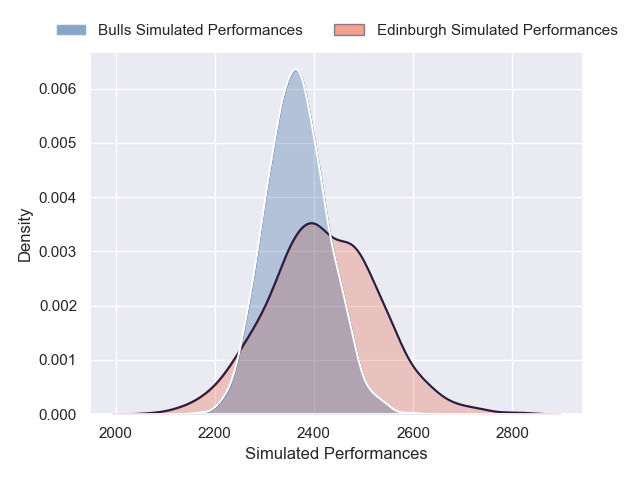 Bulls Simulated Performances Edinburgh Simulated Performances
0.006
0.005
0.004
0.003
0.002
0.001
0.000
Density
2000 2200 2400 2600 2800
Simulated Performances